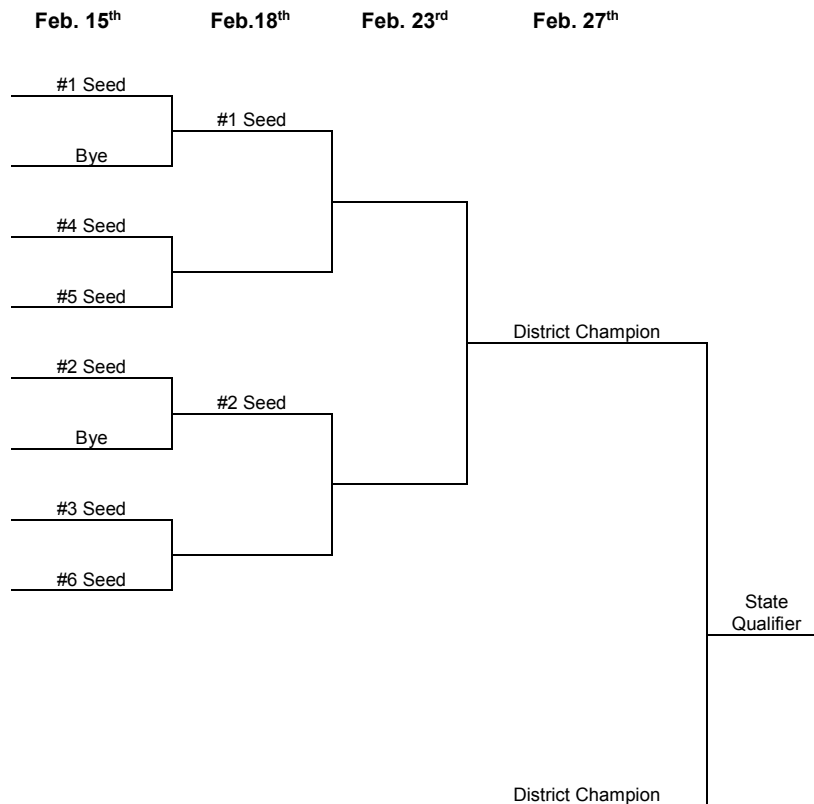 Feb. 15th Feb.18th Feb. 23rd Feb. 27th
#1 Seed
#1 Seed
Bye
#4 Seed
#5 Seed
District Champion
#2 Seed
#2 Seed
Bye
#3 Seed
#6 Seed
State
Qualifier
District Champion